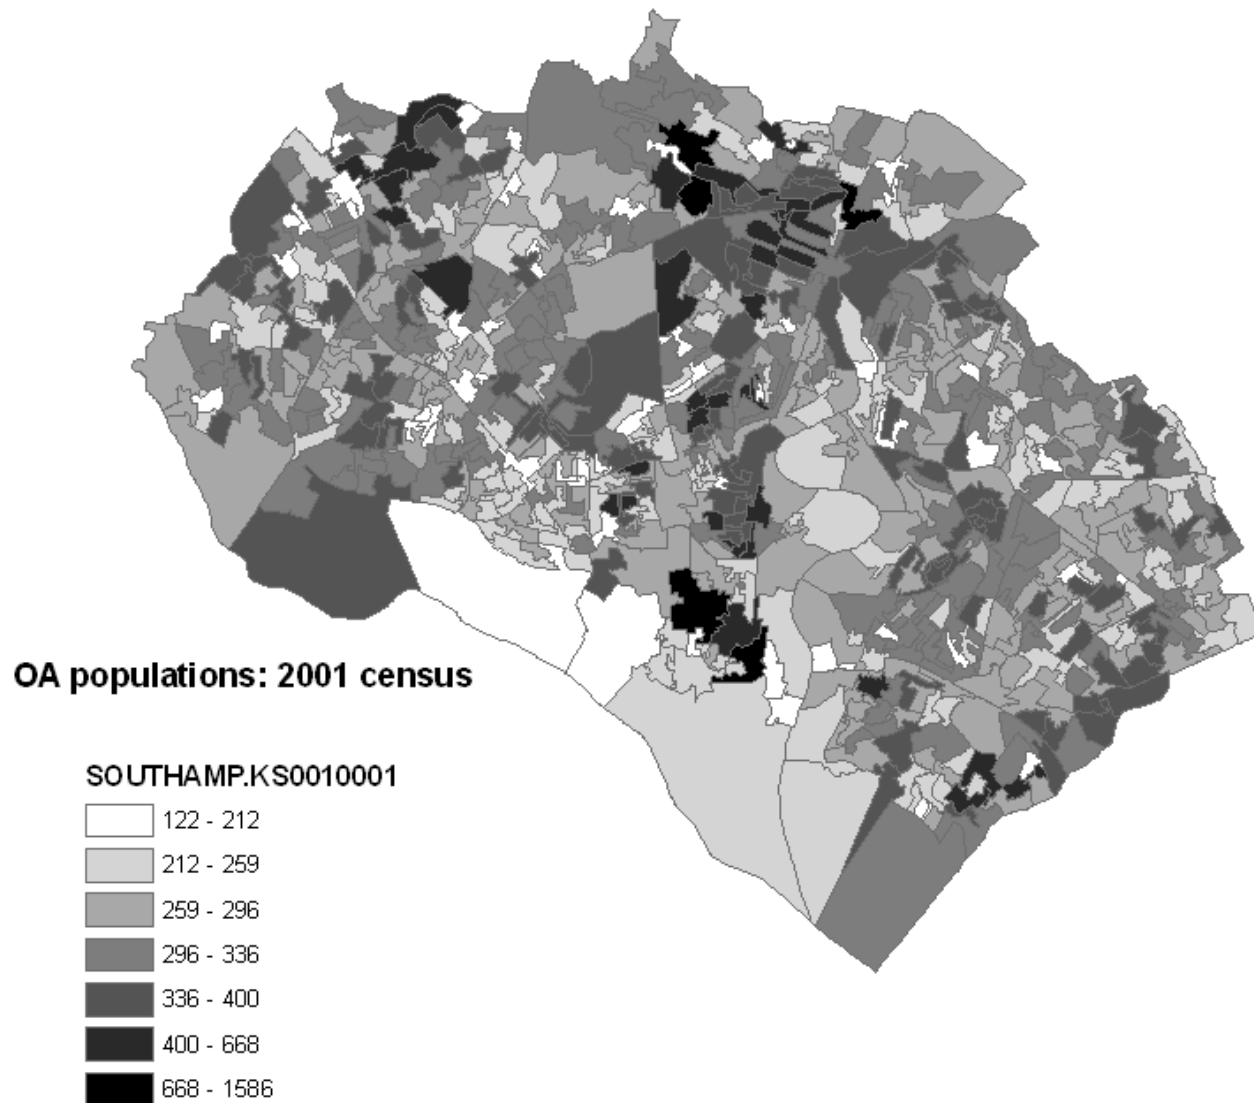 OA populations: 2001 census
SOUTHAMP.KS0010001
122 - 212
212 - 259
259 - 296
296 - 336
336 - 400
400 - 668
668 - 1586